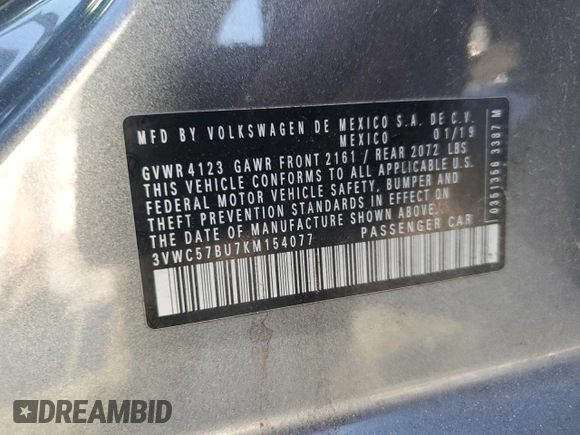 MFD BY VOLKSWAGEN DE MEXICO S.A. DE C.V.
MEXICO 01/19
GVWR 4123 GAWR FRONT 2161 / REAR 2072 LBS
THIS VEHICLE CONFORMS TO ALL APPLICABLE U.S.
FEDERAL MOTOR VEHICLE SAFETY, BUMPER AND
THEFT PREVENTION STANDARDS IN EFFECT ON
THE DATE OF MANUFACTURE SHOWN ABOVE.
3VWC57BU7KM154077 PASSENGER CAR
0351350 3387 M
DREAMBID